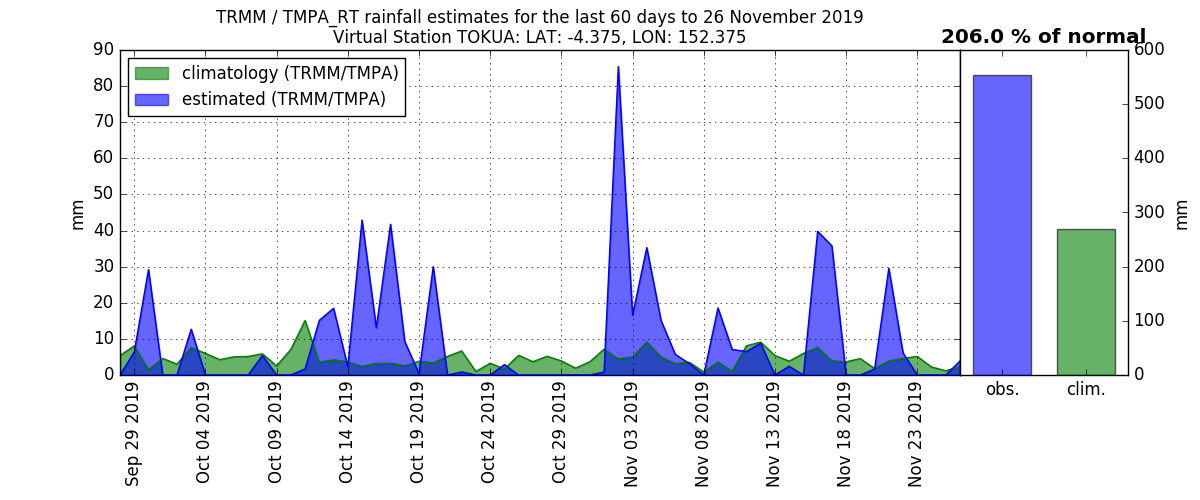 TRMM / TMPA_RT rainfall estimates for the last 60 days to 26 November 2019
Virtual Station TOKUA: LAT: -4.375, LON: 152.375
206.0 % of normal
climatology (TRMM/TMPA)
estimated (TRMM/TMPA)
mm
90
80
70
60
50
40
30
20
10
0
Sep 29 2019
Oct 04 2019
Oct 09 2019
Oct 14 2019
Oct 19 2019
Oct 24 2019
Oct 29 2019
Nov 03 2019
Nov 08 2019
Nov 13 2019
Nov 18 2019
Nov 23 2019
600
500
400
300
200
100
0
mm
obs.
clim.